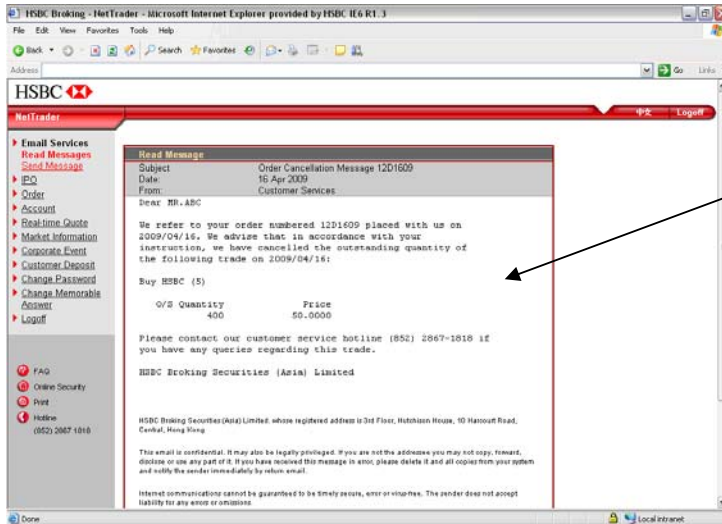 HSBC Broking - NetTrader - Microsoft Internet Explorer provided by HSBC IE6 R1.3
File Edit View Favorites Tools Help
Back Search Favorites
Address Go Links
HSBC
NetTrader 中文 Logoff
Email Services
Read Messages
Send Message
IPO
Order
Account
Real-time Quote
Market Information
Corporate Event
Customer Deposit
Change Password
Change Memorable
Answer
Logoff
FAQ
Online Security
Print
Hotline
(852) 2867 1818
Read Message
Subject Order Cancellation Message 12D1609
Date: 16 Apr 2009
From: Customer Services
Dear MR.ABC
We refer to your order numbered 12D1609 placed with us on
2009/04/16. We advise that in accordance with your
instruction, we have cancelled the outstanding quantity of
the following trade on 2009/04/16:
Buy HSBC (5)
O/S Quantity Price
400 50.0000
Please contact our customer service hotline (852) 2867-1818 if
you have any queries regarding this trade.
HSBC Broking Securities (Asia) Limited
HSBC Broking Securities (Asia) Limited. whose registered address is 3rd Floor, Hutchison House, 10 Harcourt Road,
Central, Hong Kong
This email is confidential. It may also be legally privileged. If you are not the addressee you may not copy, forward,
disclose or use any part of it. If you have received this message in error, please delete it and all copies from your system
and notify the sender immediately by return email.
Internet communications cannot be guaranteed to be timely secure, error or virus-free. The sender does not accept
liability for any errors or omissions.
Done Local intranet